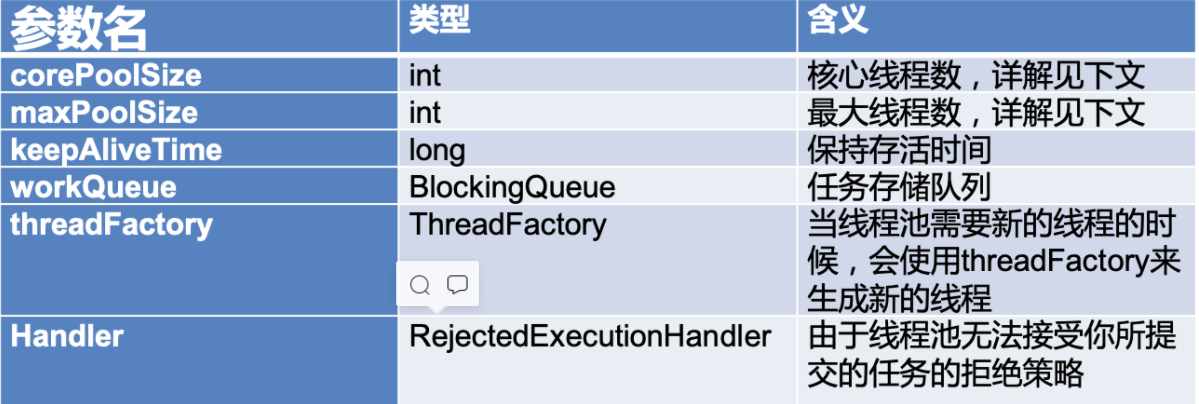 参数名 类型 含义
corePoolSize int 核心线程数，详解见下文
maxPoolSize int 最大线程数，详解见下文
keepAliveTime long 保持存活时间
workQueue BlockingQueue 任务存储队列
threadFactory ThreadFactory 当线程池需要新的线程的时
候，会使用threadFactory来
生成新的线程
Handler RejectedExecutionHandler 由于线程池无法接受你所提
交的任务的拒绝策略